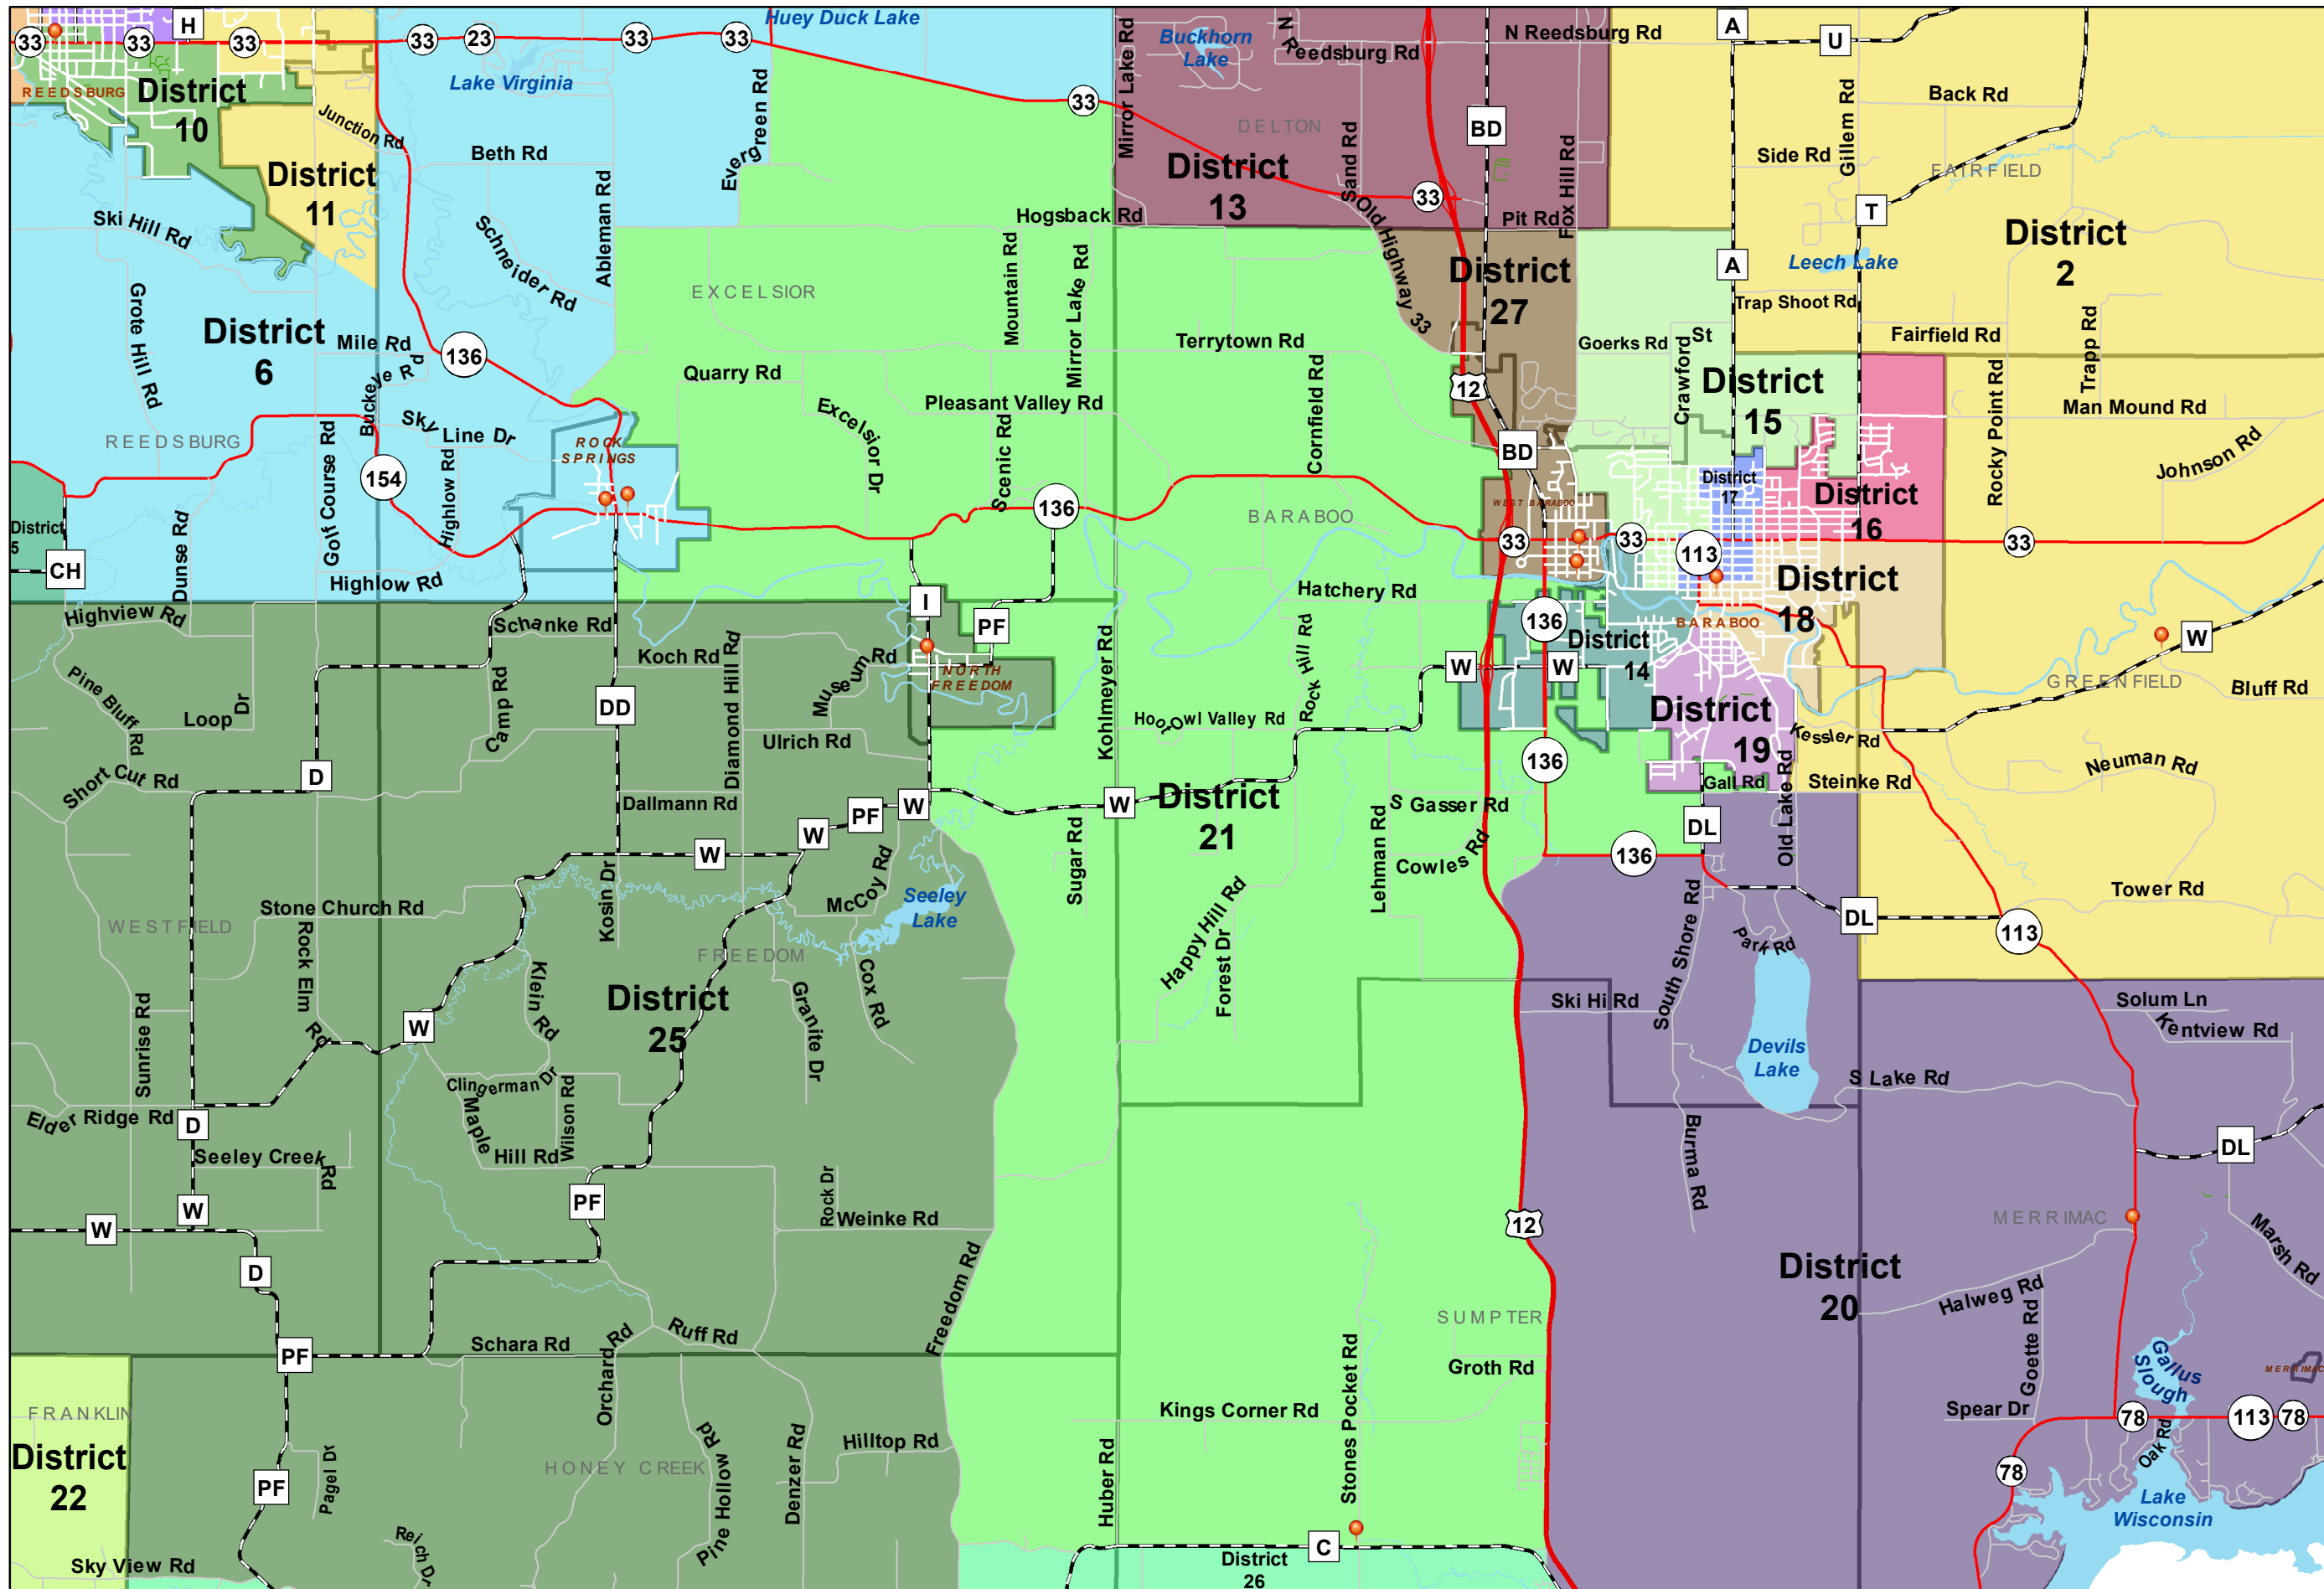 Huey Duck Lake
H
33
33
33
33
23
33
33
33
Lake Virginia
REEDSBURG
District
10
Junction Rd
District
11
Beth Rd
Evergreen Rd
Ableman Rd
Schneider Rd
Ski Hill Rd
Grote Hill Rd
District
6
Mile Rd
Buckeye Rd
136
Sky Line Dr
REEDSBURG
154
Golf Course Rd
Highlow Rd
Dunse Rd
Highlow Rd
District
5
CH
ROCK
SPRINGS
Mirror Lake Rd
Buckhorn
Lake
N Reedsburg Rd
N Reedsburg Rd
DELTON
District
13
Sand Rd
BD
Fox Hill Rd
33
Pit Rd
Hogsback Rd
Old Highway 33
Mountain Rd
Mirror Lake Rd
EXCELSIOR
Quarry Rd
Terrytown Rd
Pleasant Valley Rd
Excelsior Dr
Scenic Rd
Cornfield Rd
136
BARABOO
District
27
12
BD
WEST BARABOO
33
33
A
U
Back Rd
Gillem Rd
Side Rd
FAIRFIELD
T
A
Leech Lake
District
2
Trap Shoot Rd
Fairfield Rd
Trapp Rd
Goerks Rd
Crawford St
District
15
Rocky Point Rd
Man Mound Rd
Johnson Rd
District
17
District
16
113
33
District
18
BARABOO
W
GREENFIELD
Bluff Rd
Highview Rd
Schanke Rd
Koch Rd
Pine Bluff Rd
Loop Dr
Camp Rd
DD
Diamond Hill Rd
Museum Rd
I
PF
NORTH
FREEDOM
Ulrich Rd
Kohlmeyer Rd
Hatchery Rd
Rock Hill Rd
Hoot Owl Valley Rd
W
W
136
District
14
District
19
Kessler Rd
136
Neuman Rd
Steinke Rd
Gall Rd
Old Lake Rd
Short Cut Rd
D
Dallmann Rd
PF
W
W
W
W
District
21
S Gasser Rd
Sugar Rd
Lehman Rd
Cowles Rd
136
DL
DL
Tower Rd
113
Stone Church Rd
WESTFIELD
Rock Elm Rd
Kosin Dr
McCoy Rd
Seeley
Lake
FREEDOM
Klein Rd
District
25
Granite Dr
Cox Rd
Happy Hill Rd
Forest Dr
South Shore Rd
Park Rd
Ski Hi Rd
Devils
Lake
Solum Ln
Kentview Rd
S Lake Rd
W
Sunrise Rd
Clingerman Dr
Maple Hill Rd
Wilson Rd
Elder Ridge Rd
D
Seeley Creek Rd
W
W
D
PF
Rock Dr
Weinke Rd
Freedom Rd
12
Burma Rd
DL
MERRIMAC
Marsh Rd
District
20
Halweg Rd
Goette Rd
Gallus
Slough
MERRIMAC
SUMPTER
Groth Rd
PF
Schara Rd
Orchard Rd
Ruff Rd
FRANKLIN
District
22
PF
Pagel Dr
HONEY CREEK
Pine Hollow Rd
Denzer Rd
Hilltop Rd
Kings Corner Rd
Huber Rd
Stones Pocket Rd
Spear Dr
78
113
78
78
Oak Rd
Lake
Wisconsin
Reich Dr
Sky View Rd
C
District
26